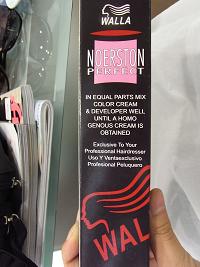 WALLA
NOERSTON
PERFECT
IN EQUAL PARTS MIX
COLOR CREAM
& DEVELOPER WELL
UNTIL A HOMO
GENOUS CREAM IS
OBTAINED
Exclusive To Your
Professional Hairdresser
Uso Y Ventaexclusivo
Profesional Peluquero
WAL